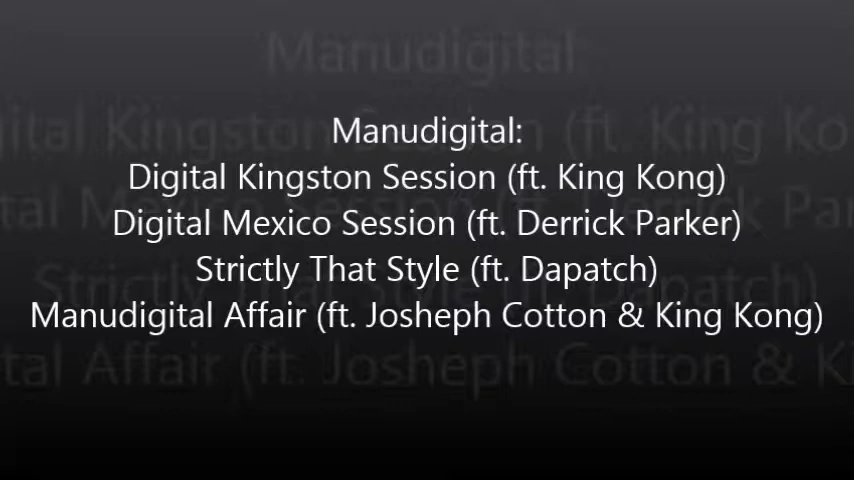 Manudigital:
Digital Kingston Session (ft. King Kong)
Digital Mexico Session (ft. Derrick Parker)
Strictly That Style (ft. Dapatch)
Manudigital Affair (ft. Josheph Cotton & King Kong)